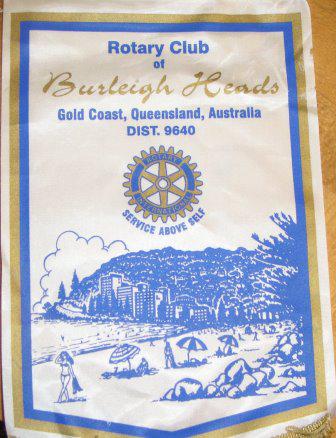 Rotary Club
of
Burleigh Heads
Gold Coast, Queensland, Australia
DIST. 9640
ROTARY
INTERNATIONAL
SERVICE ABOVE SELF